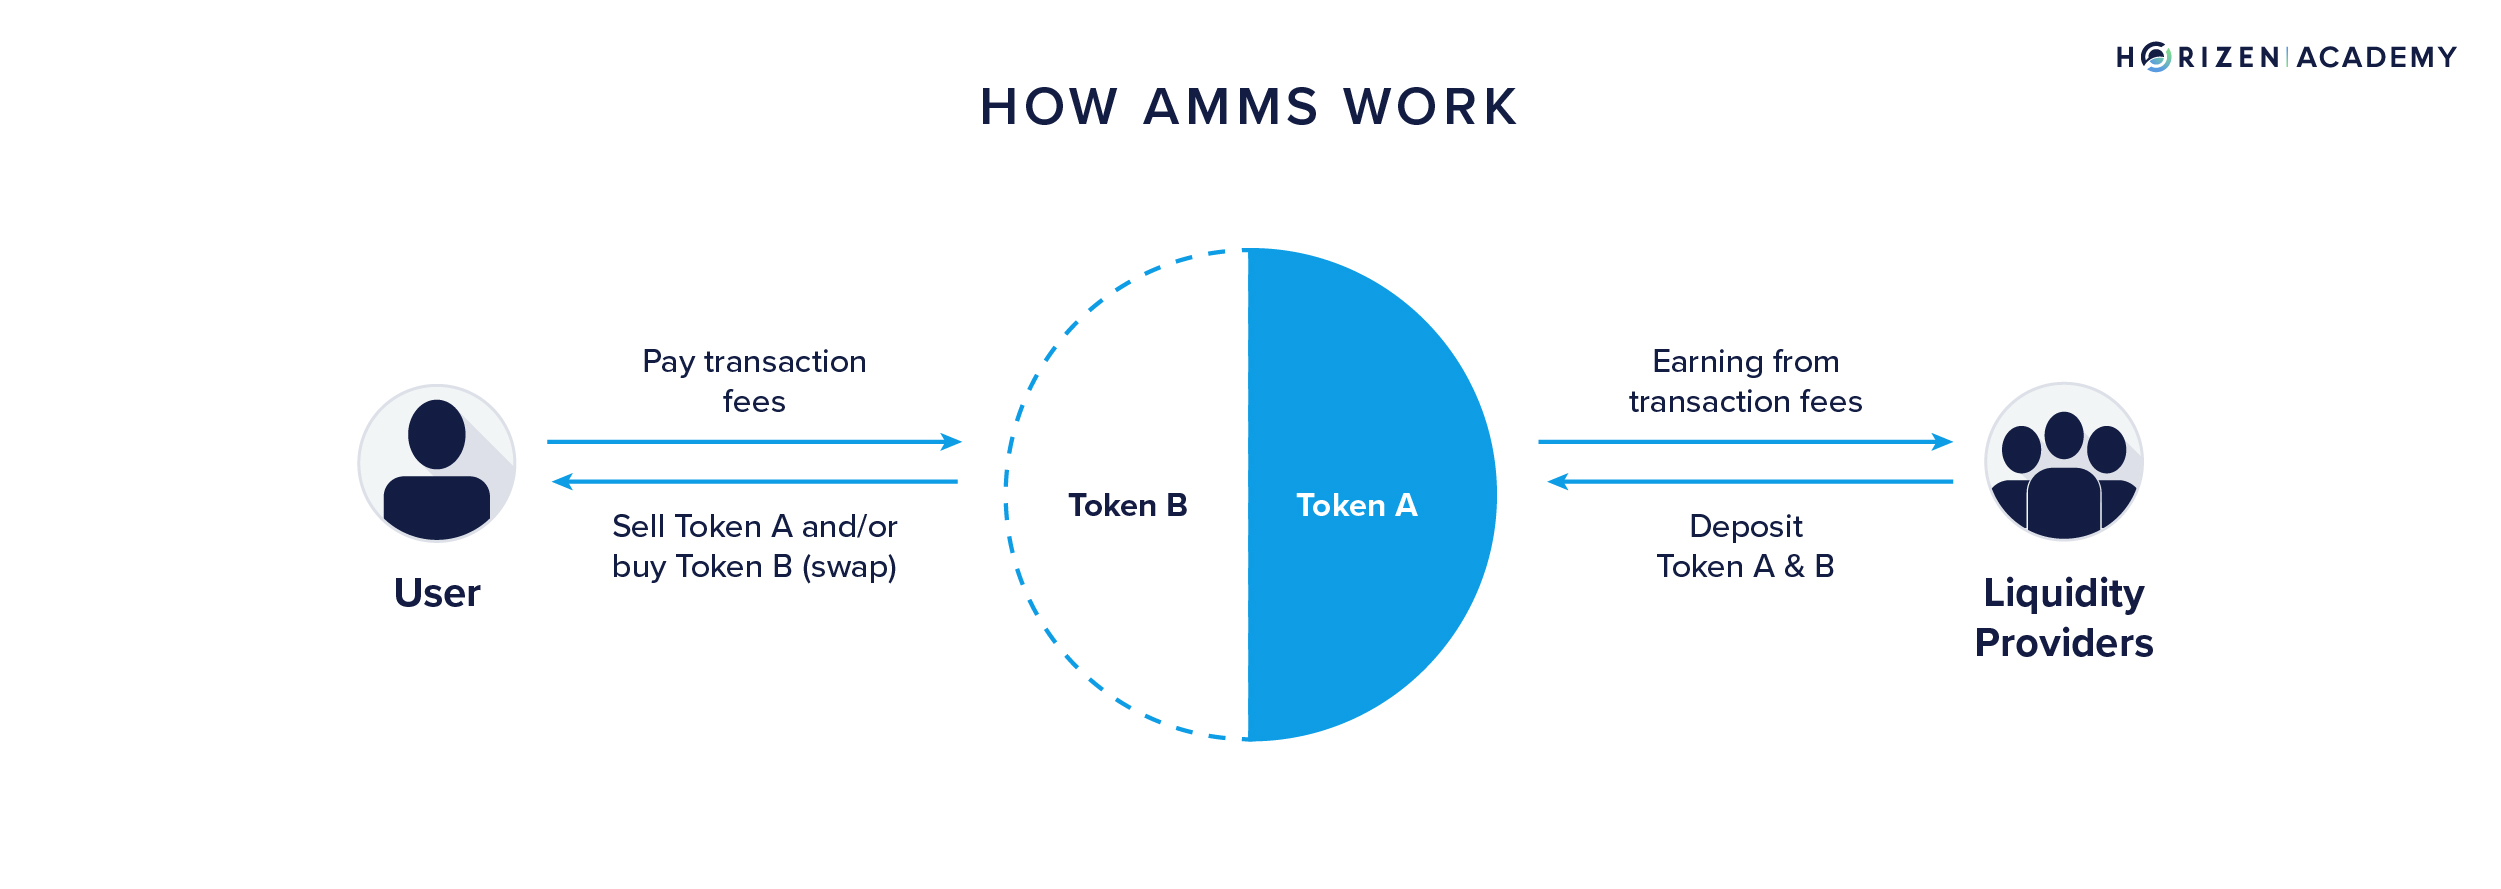 HORIZEN | ACADEMY
HOW AMMS WORK
Pay transaction
fees
Sell Token A and/or
buy Token B (swap)
User
Token B
Token A
Earning from
transaction fees
Deposit
Token A & B
Liquidity
Providers